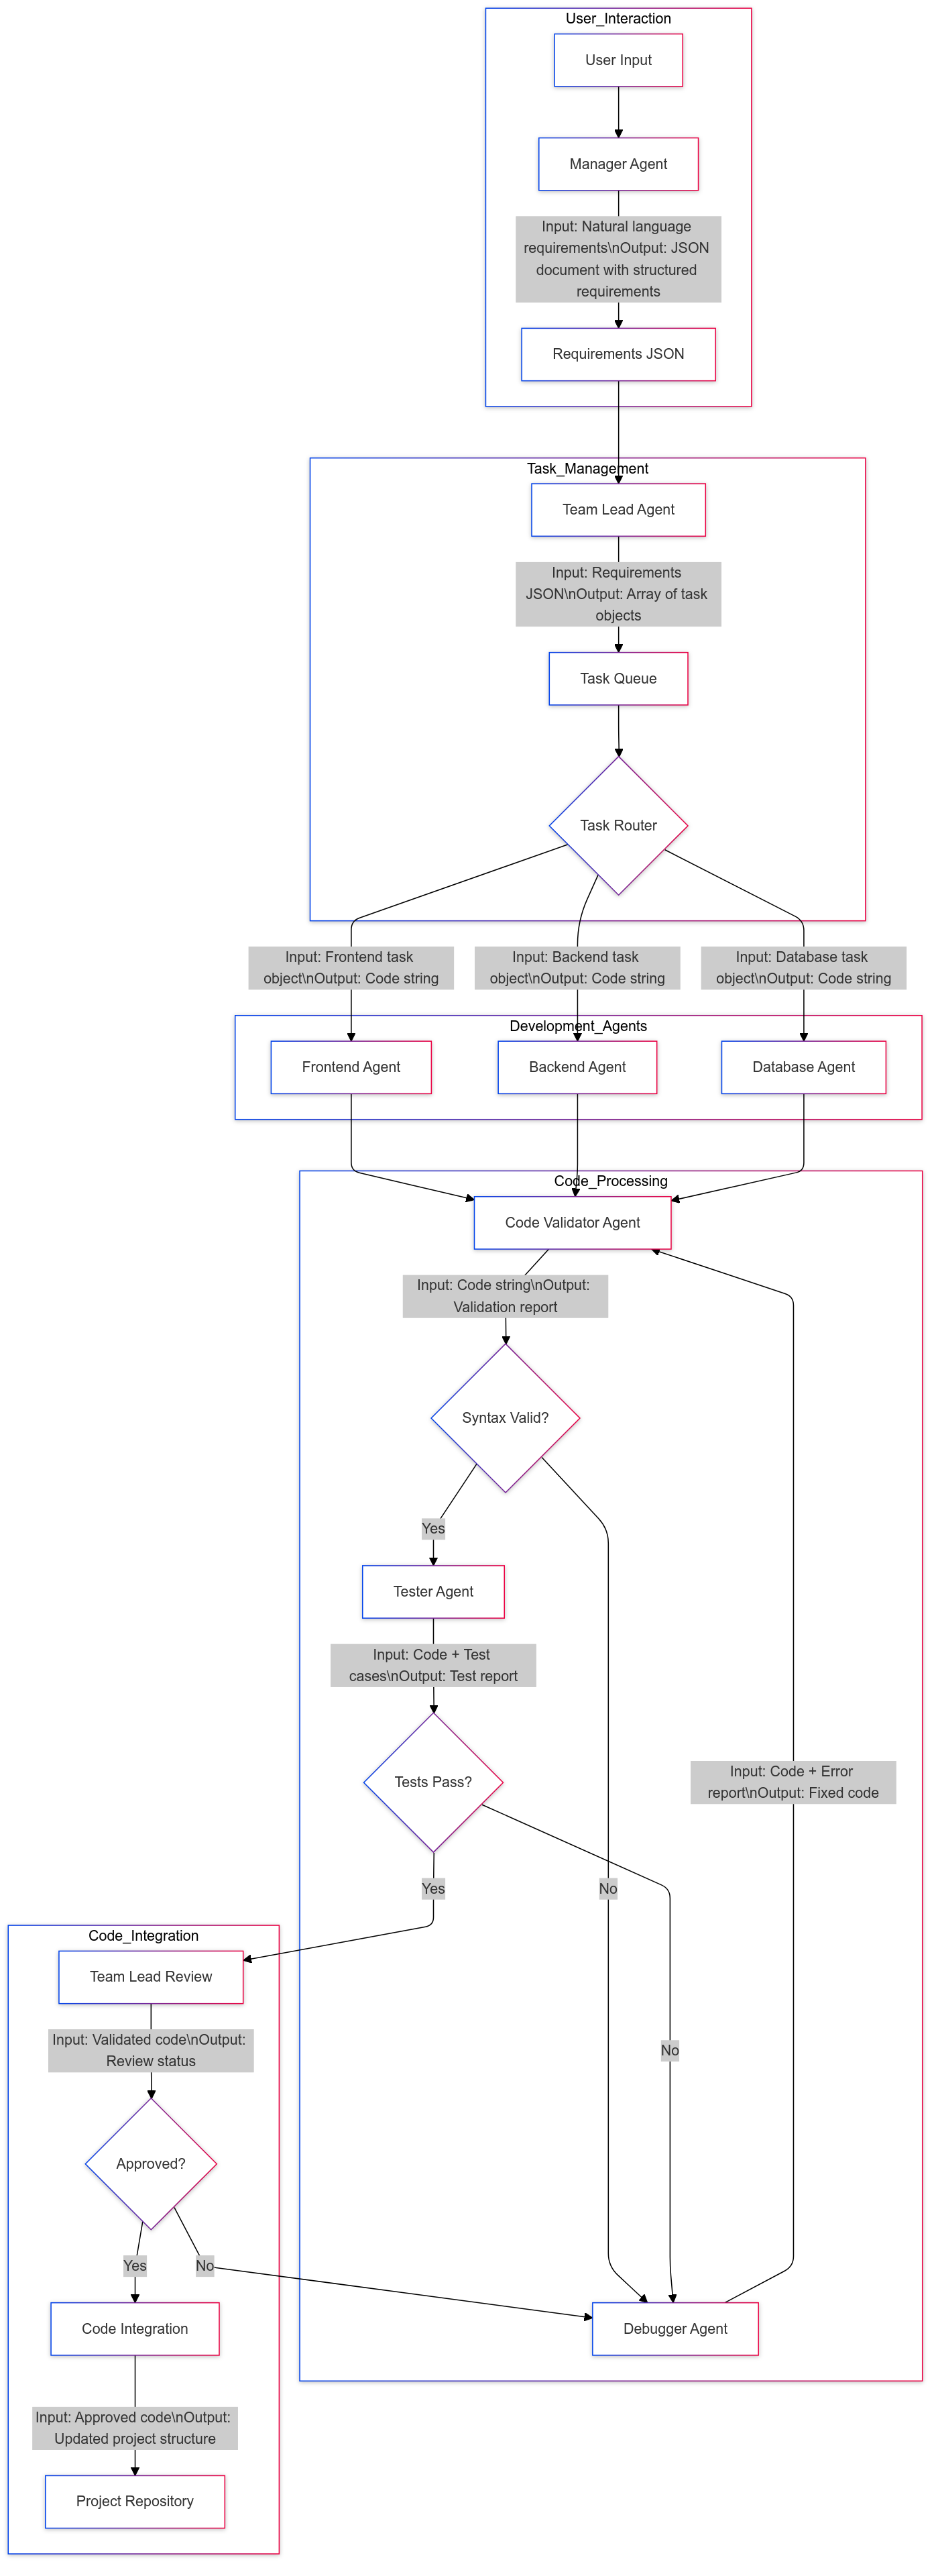 User_Interaction
User Input
Manager Agent
Input: Natural language
requirements\nOutput: JSON
document with structured
requirements
Requirements JSON
Task_Management
Team Lead Agent
Input: Requirements
JSON\nOutput: Array of task
objects
Task Queue
Task Router
Input: Frontend task
object\nOutput: Code string
Input: Backend task
object\nOutput: Code string
Input: Database task
object\nOutput: Code string
Development_Agents
Frontend Agent
Backend Agent
Database Agent
Code_Processing
Code Validator Agent
Input: Code string\nOutput:
Validation report
Syntax Valid?
Yes
Tester Agent
Input: Code + Test
cases\nOutput: Test report
Tests Pass?
Input: Code + Error
report\nOutput: Fixed code
Yes
No
Code_Integration
Team Lead Review
Input: Validated code\nOutput:
Review status
No
Approved?
Yes
No
Code Integration
Debugger Agent
Input: Approved code\nOutput:
Updated project structure
Project Repository